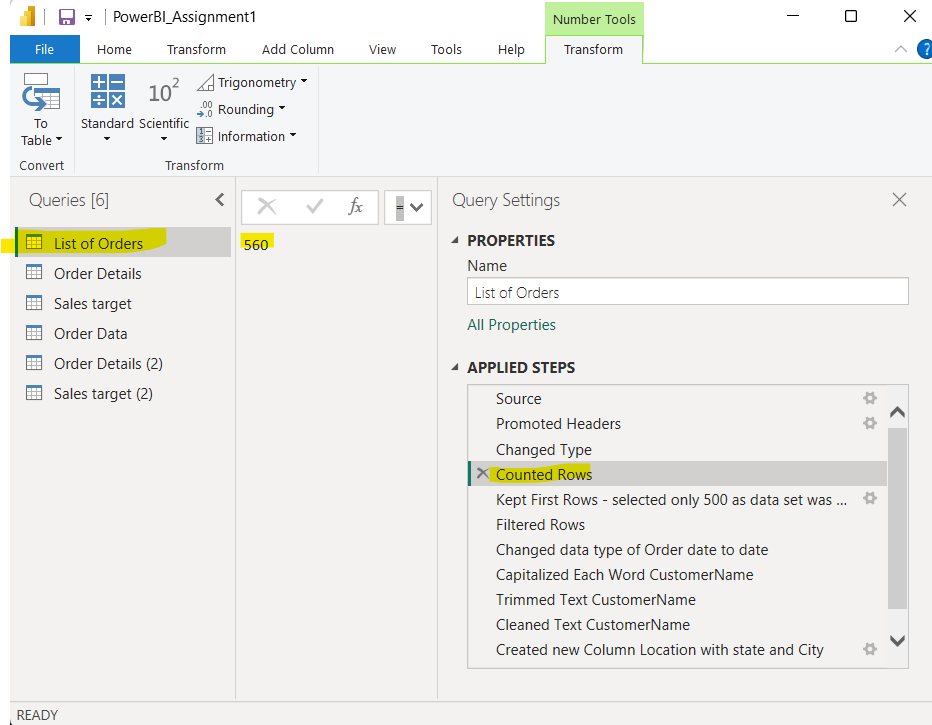 PowerBI_Assignment1
Number Tools
File Home Transform Add Column View Tools Help Transform
To Table
Standard
10²
Scientific
Trigonometry
.00 Rounding
.0
Information
Convert
Transform
Queries [6]
List of Orders
Order Details
Sales target
Order Data
Order Details (2)
Sales target (2)
fx
=
560
Query Settings
PROPERTIES
Name
List of Orders
All Properties
APPLIED STEPS
Source
Promoted Headers
Changed Type
Counted Rows
Kept First Rows - selected only 500 as data set was ...
Filtered Rows
Changed data type of Order date to date
Capitalized Each Word CustomerName
Trimmed Text CustomerName
Cleaned Text CustomerName
Created new Column Location with state and City
READY